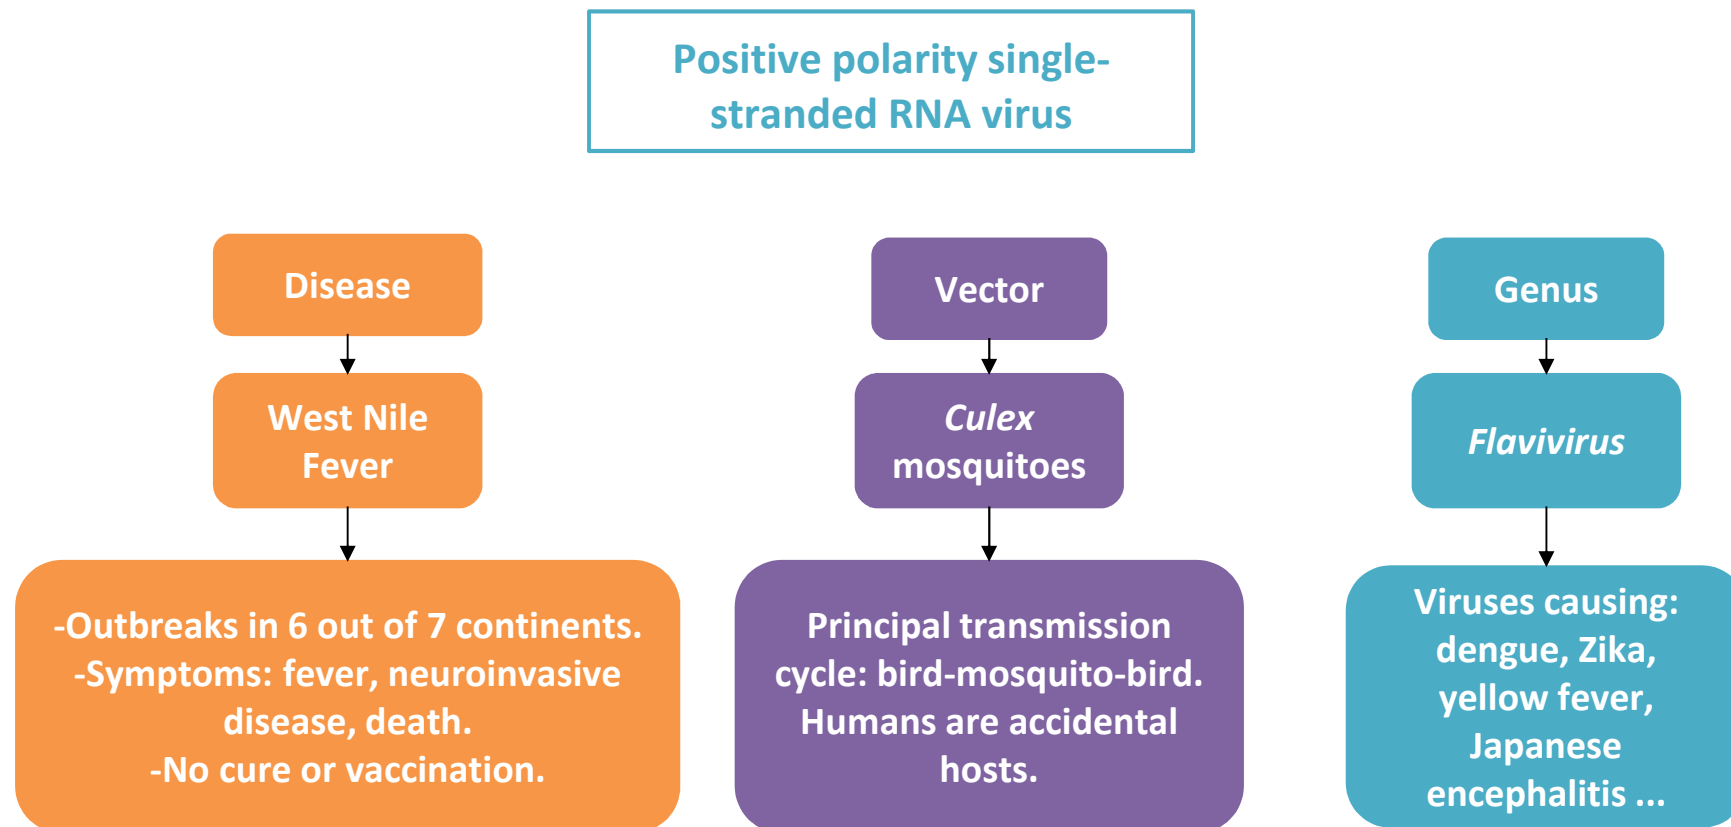 Positive polarity single-
stranded RNA virus
Disease
West Nile
Fever
-Outbreaks in 6 out of 7 continents.
-Symptoms: fever, neuroinvasive
disease, death.
-No cure or vaccination.
Vector
Culex
mosquitoes
Principal transmission
cycle: bird-mosquito-bird.
Humans are accidental
hosts.
Genus
Flavivirus
Viruses causing:
dengue, Zika,
yellow fever,
Japanese
encephalitis ...